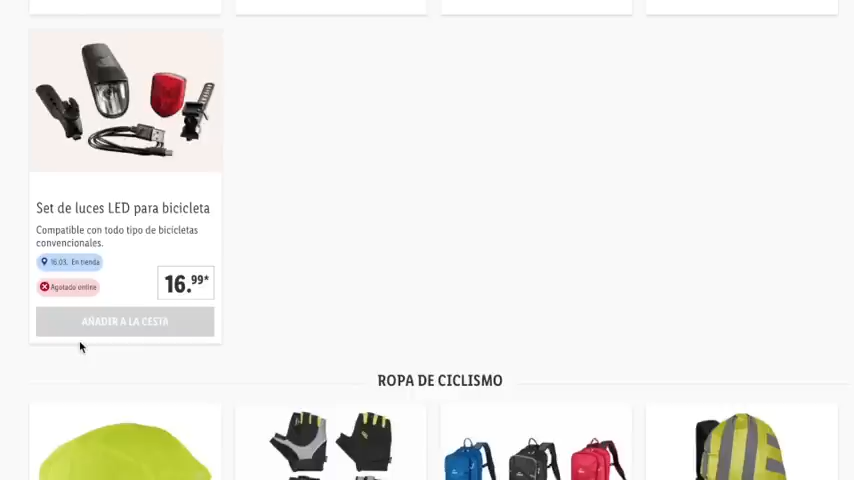 Set de luces LED para bicicleta
Compatible con todo tipo de bicicletas
convencionales.
16.03. En tienda
Agotado online
16.99*
AÑADIR A LA CESTA
ROPA DE CICLISMO